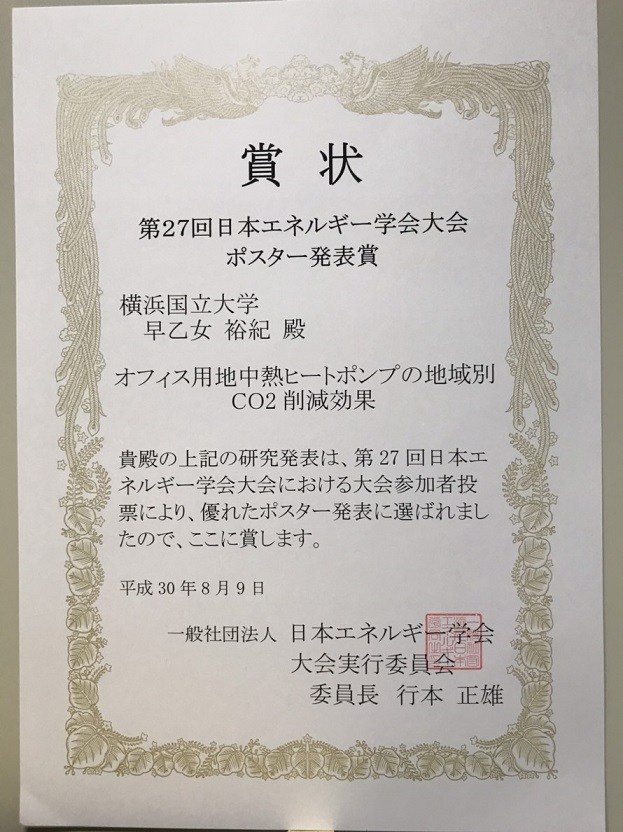 賞 状
第27回日本エネルギー学会大会
ポスター発表賞
横浜国立大学
早乙女 裕紀 殿
オフィス用地中熱ヒートポンプの地域別
CO2 削減効果
貴殿の上記の研究発表は、第 27 回日本エ
ネルギー学会大会における大会参加者投
票により、優れたポスター発表に選ばれまし
たので、ここに賞します。
平成 30 年 8 月 9 日
一般社団法人 日本エネルギー学会
大会実行委員会
委員長 行本 正雄